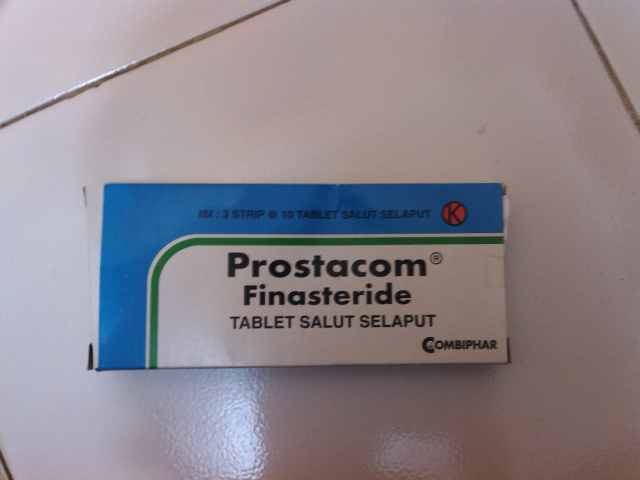 ISI : 3 STRIP @ 10 TABLET SALUT SELAPUT K
Prostacom®
Finasteride
TABLET SALUT SELAPUT
COMBIPHAR